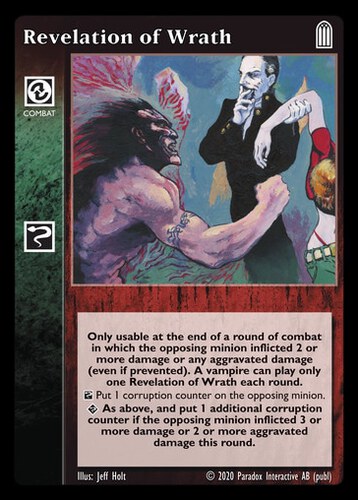 Revelation of Wrath
COMBAT
Only usable at the end of a round of combat
in which the opposing minion inflicted 2 or
more damage or any aggravated damage
(even if prevented). A vampire can play only
one Revelation of Wrath each round.
Put 1 corruption counter on the opposing minion.
As above, and put 1 additional corruption
counter if the opposing minion inflicted 3 or
more damage or 2 or more aggravated
damage this round.
Illus: Jeff Holt © 2020 Paradox Interactive AB (publ)